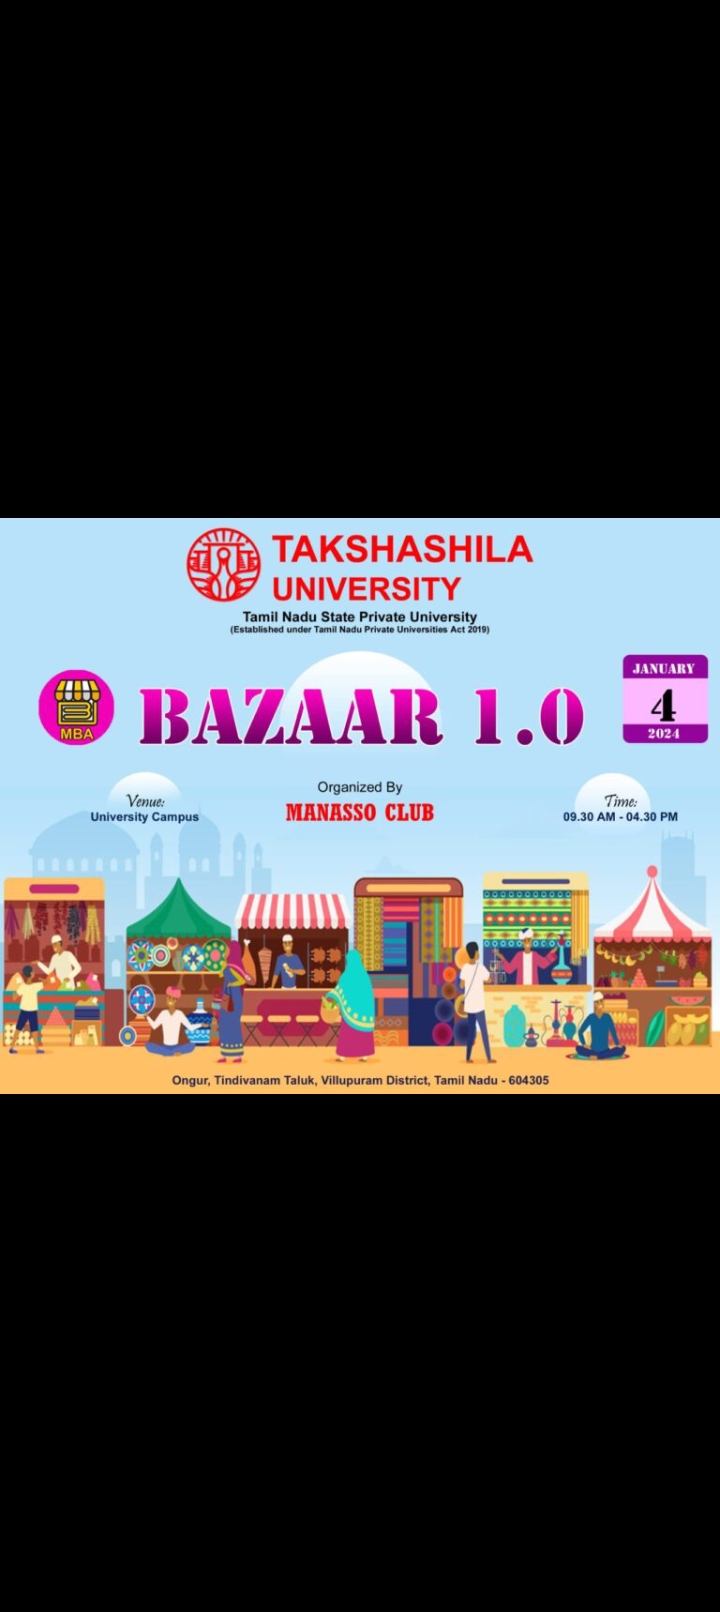 TAKSHASHILA
UNIVERSITY
Tamil Nadu State Private University
(Established under Tamil Nadu Private Universities Act 2019)
MBA
BAZAAR 1.0
JANUARY
4
2024
Venue:
University Campus
Organized By
MANASSO CLUB
Time:
09.30 AM - 04.30 PM
Ongur, Tindivanam Taluk, Villupuram District, Tamil Nadu - 604305